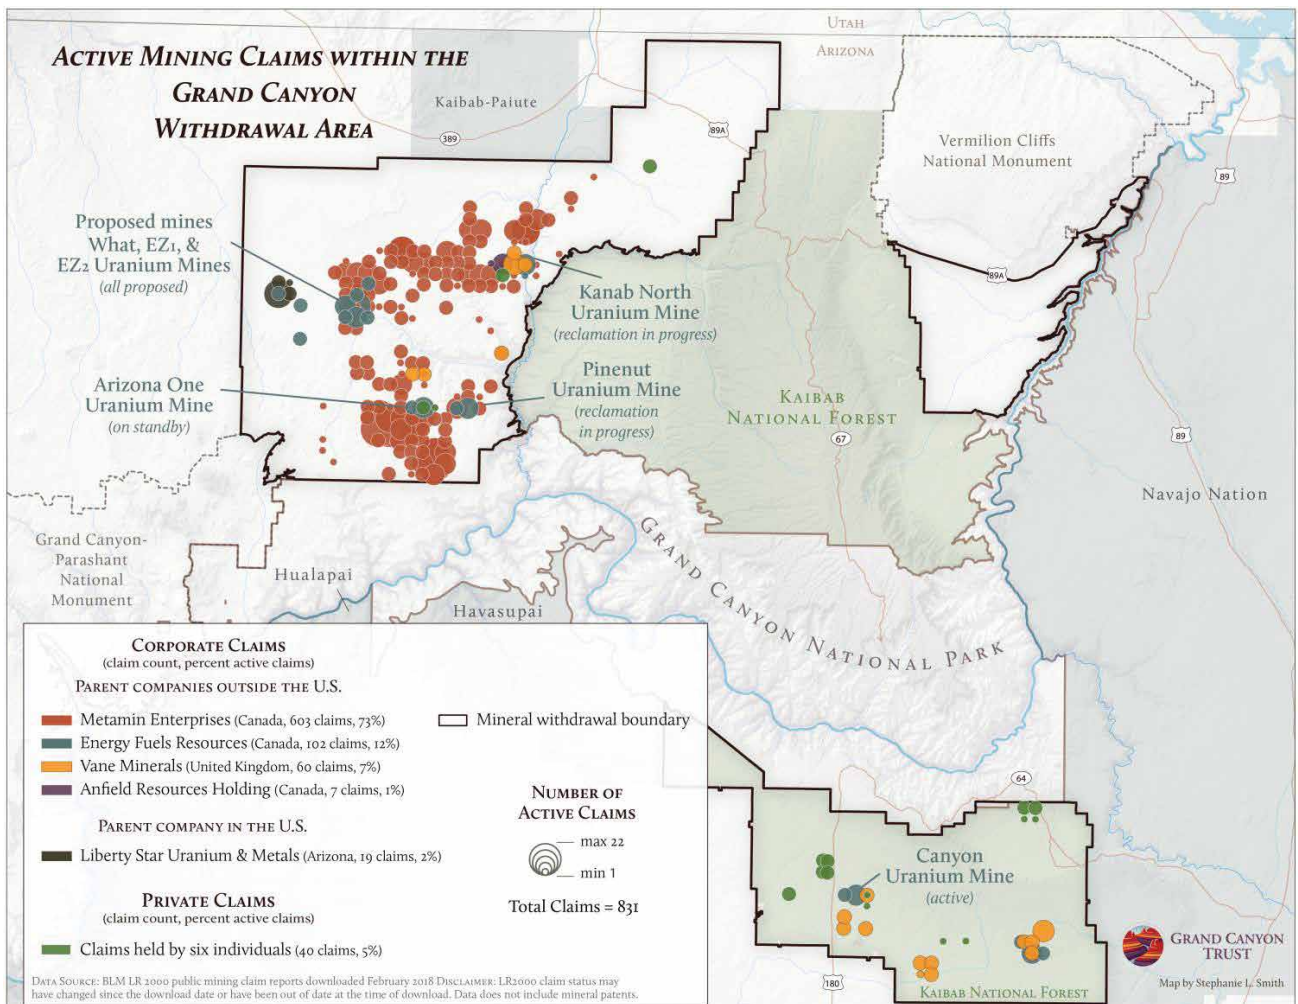 ACTIVE MINING CLAIMS WITHIN THE
GRAND CANYON
WITHDRAWAL AREA
UTAH
ARIZONA
Kaibab-Paiute
389
89A
Vermilion Cliffs
National Monument
89
Proposed mines
What, EZ1, &
EZ2 Uranium Mines
(all proposed)
89A
Kanab North
Uranium Mine
(reclamation in progress)
Arizona One
Uranium Mine
(on standby)
Pinenut
Uranium Mine
(reclamation
in progress)
KAIBAB
NATIONAL FOREST
67
89
Navajo Nation
Grand Canyon-
Parashant
National
Monument
Hualapai
Havasupai
GRAND CANYON NATIONAL PARK
CORPORATE CLAIMS
(claim count, percent active claims)
PARENT COMPANIES OUTSIDE THE U.S.
Metamin Enterprises (Canada, 603 claims, 73%)
Energy Fuels Resources (Canada, 102 claims, 12%)
Vane Minerals (United Kingdom, 60 claims, 7%)
Anfield Resources Holding (Canada, 7 claims, 1%)
PARENT COMPANY IN THE U.S.
Liberty Star Uranium & Metals (Arizona, 19 claims, 2%)
PRIVATE CLAIMS
(claim count, percent active claims)
Claims held by six individuals (40 claims, 5%)
Mineral withdrawal boundary
NUMBER OF
ACTIVE CLAIMS
max 22
min 1
Total Claims = 831
DATA SOURCE: BLM LR 2000 public mining claim reports downloaded February 2018 DISCLAIMER: LR2000 claim status may
have changed since the download date or have been out of date at the time of download. Data does not include mineral patents.
64
Canyon
Uranium Mine
(active)
180
KAIBAB NATIONAL FOREST
GRAND CANYON
TRUST
Map by Stephanie L. Smith